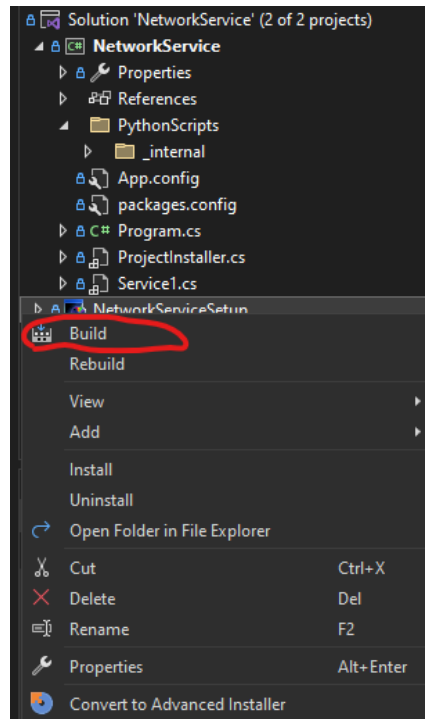 Solution 'NetworkService' (2 of 2 projects)
C# NetworkService
Properties
References
PythonScripts
_internal
App.config
packages.config
C# Program.cs
ProjectInstaller.cs
Service1.cs
NetworkServiceSetup
Build
Rebuild
View
Add
Install
Uninstall
Open Folder in File Explorer
Cut Ctrl+X
Delete Del
Rename F2
Properties Alt+Enter
Convert to Advanced Installer